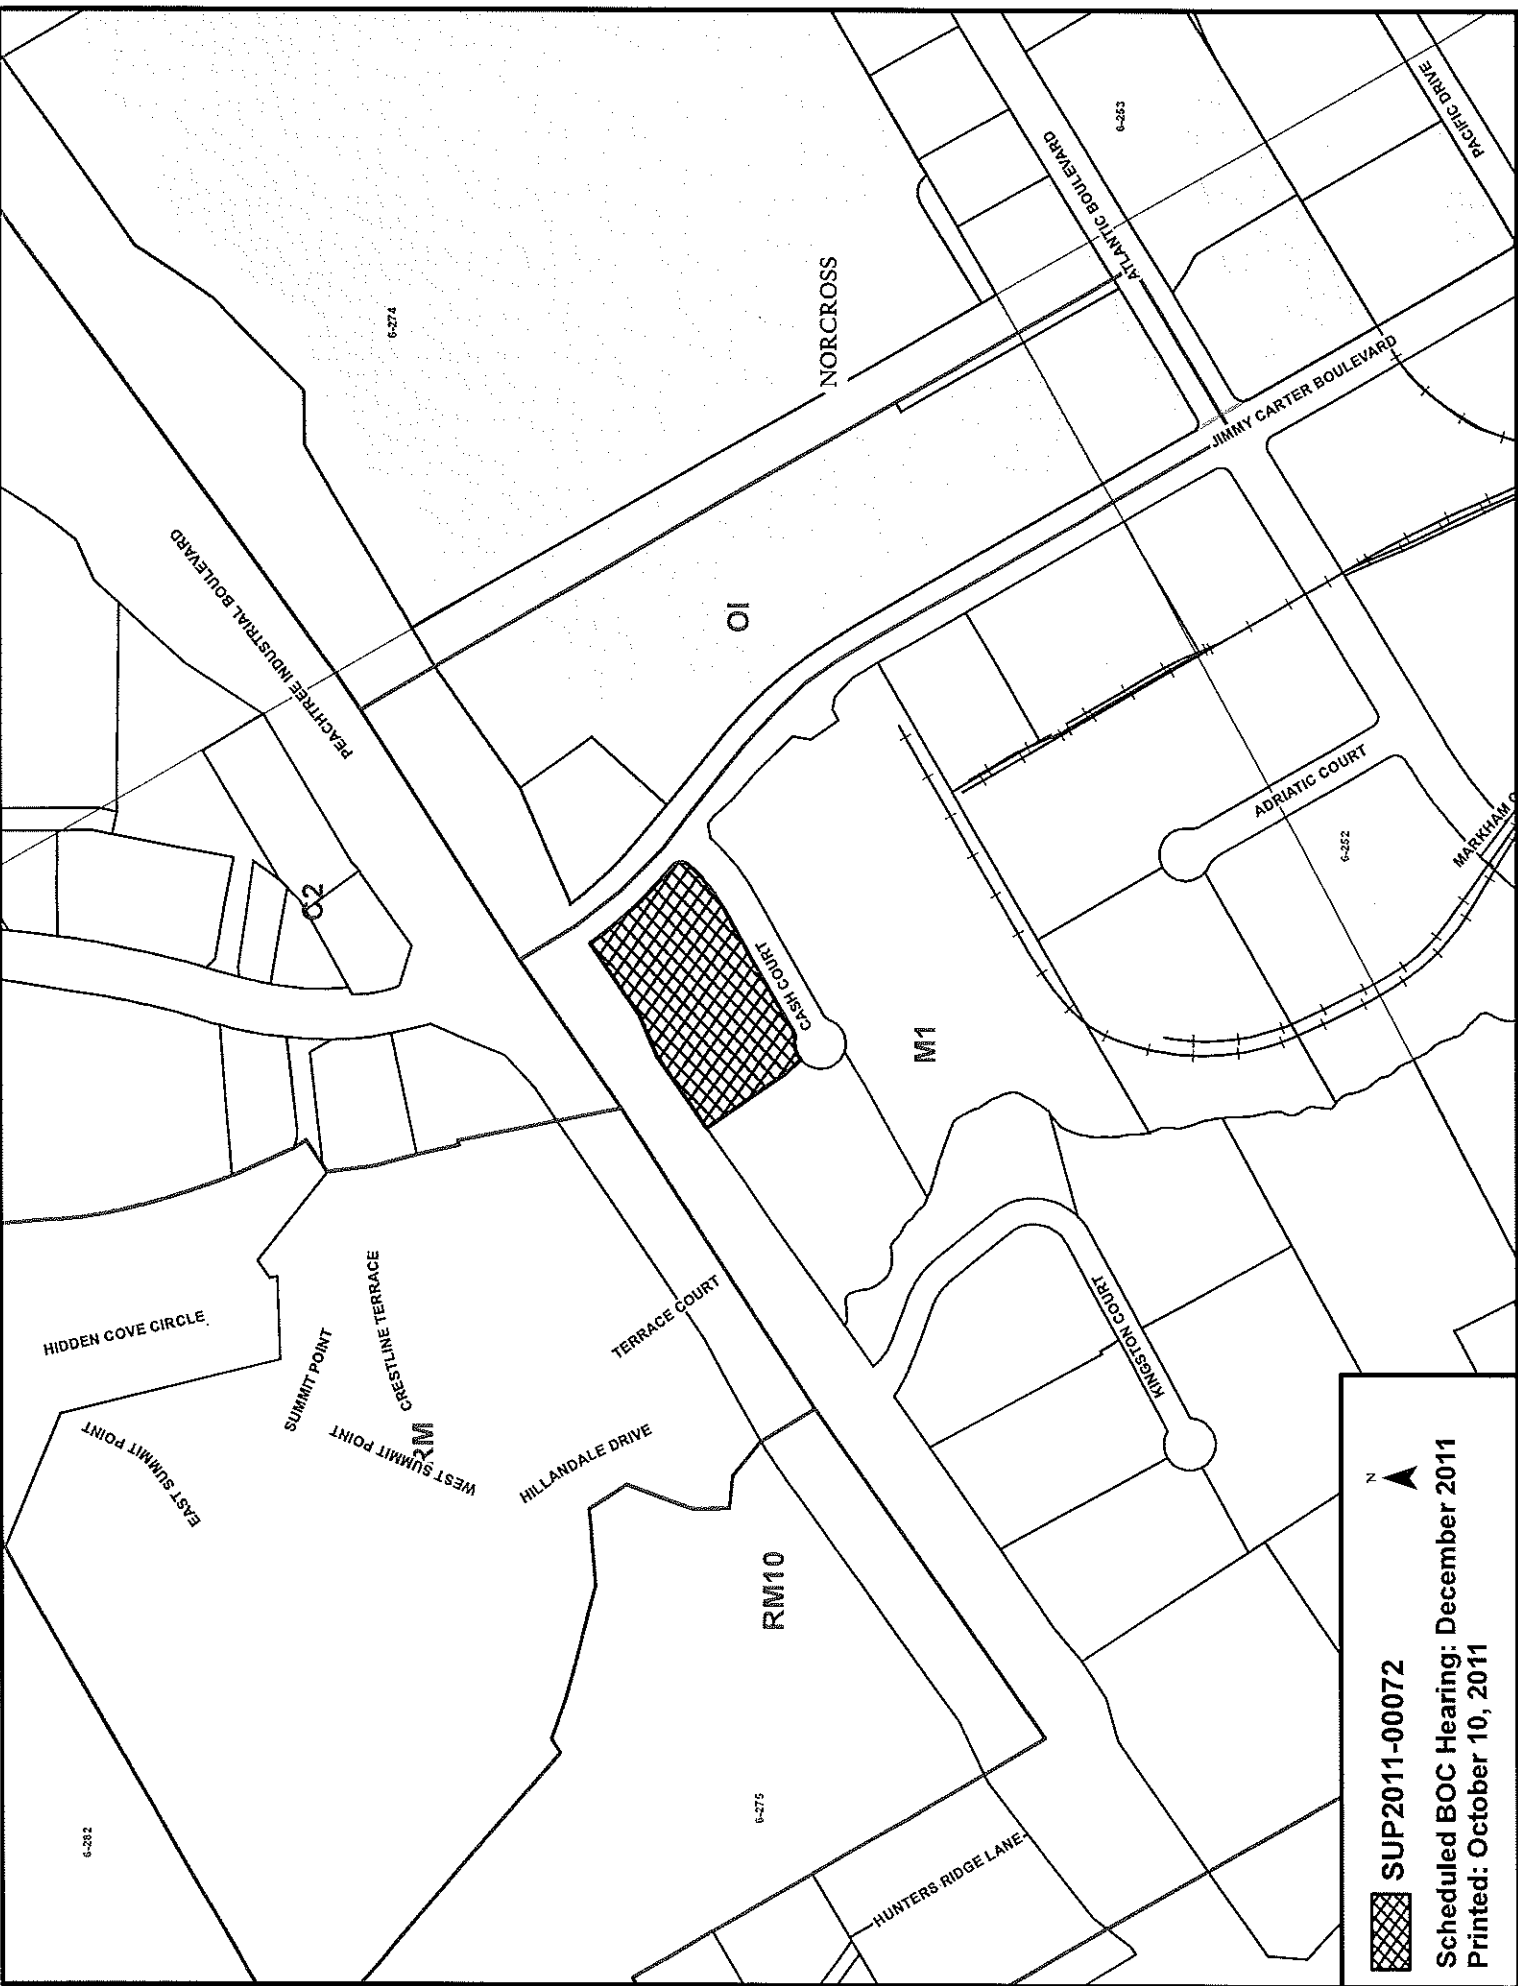 6-282
EAST SUMMIT POINT
HIDDEN COVE CIRCLE
SUMMIT POINT
CRESTLINE TERRACE
WEST SUMMIT POINT
RM
HILLANDALE DRIVE
TERRACE COURT
C2
PEACHTREE INDUSTRIAL BOULEVARD
6-274
NORCROSS
OI
6-275
RM10
HUNTERS RIDGE LANE
CASH COURT
M1
KINGSTON COURT
ADRIATIC COURT
6-252
MARKHAM
JIMMY CARTER BOULEVARD
ATLANTIC BOULEVARD
6-253
PACIFIC DRIVE
N
SUP2011-00072
Scheduled BOC Hearing: December 2011
Printed: October 10, 2011